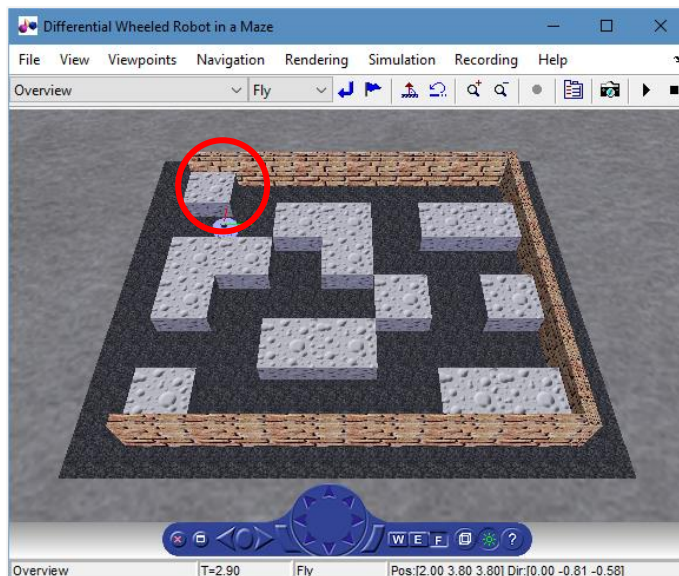 Differential Wheeled Robot in a Maze
File View Viewpoints Navigation Rendering Simulation Recording Help
Overview Fly
W E F ?
Overview T=2.90 Fly Pos:[2.00 3.80 3.80] Dir:[0.00 -0.81 -0.58]